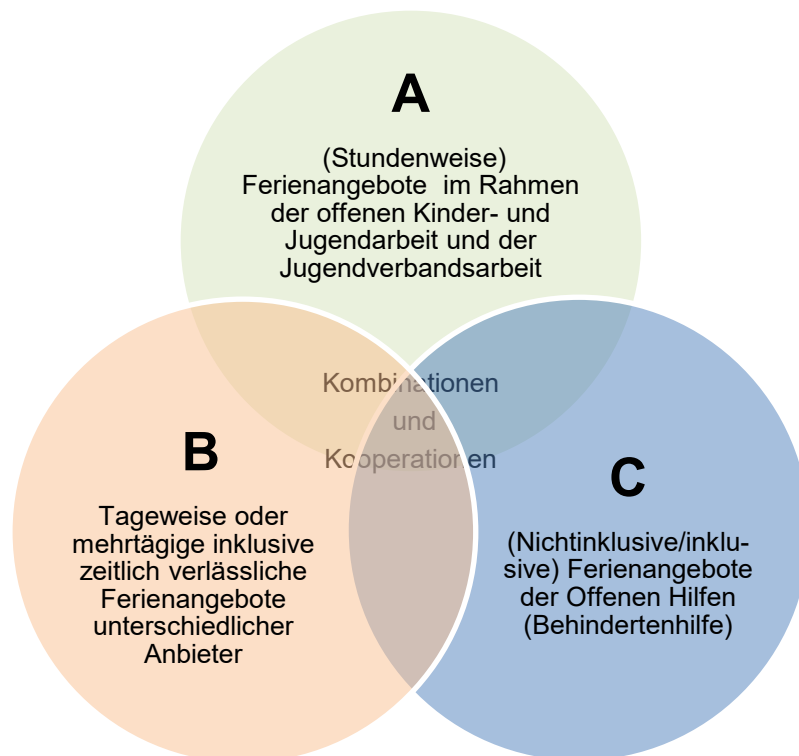 A
(Stundenweise)
Ferienangebote im Rahmen
der offenen Kinder- und
Jugendarbeit und der
Jugendverbandsarbeit
Kombinationen
und
Kooperationen
B
Tageweise oder
mehrtägige inklusive
zeitlich verlässliche
Ferienangebote
unterschiedlicher
Anbieter
C
(Nichtinklusive/inklu-
sive) Ferienangebote
der Offenen Hilfen
(Behindertenhilfe)